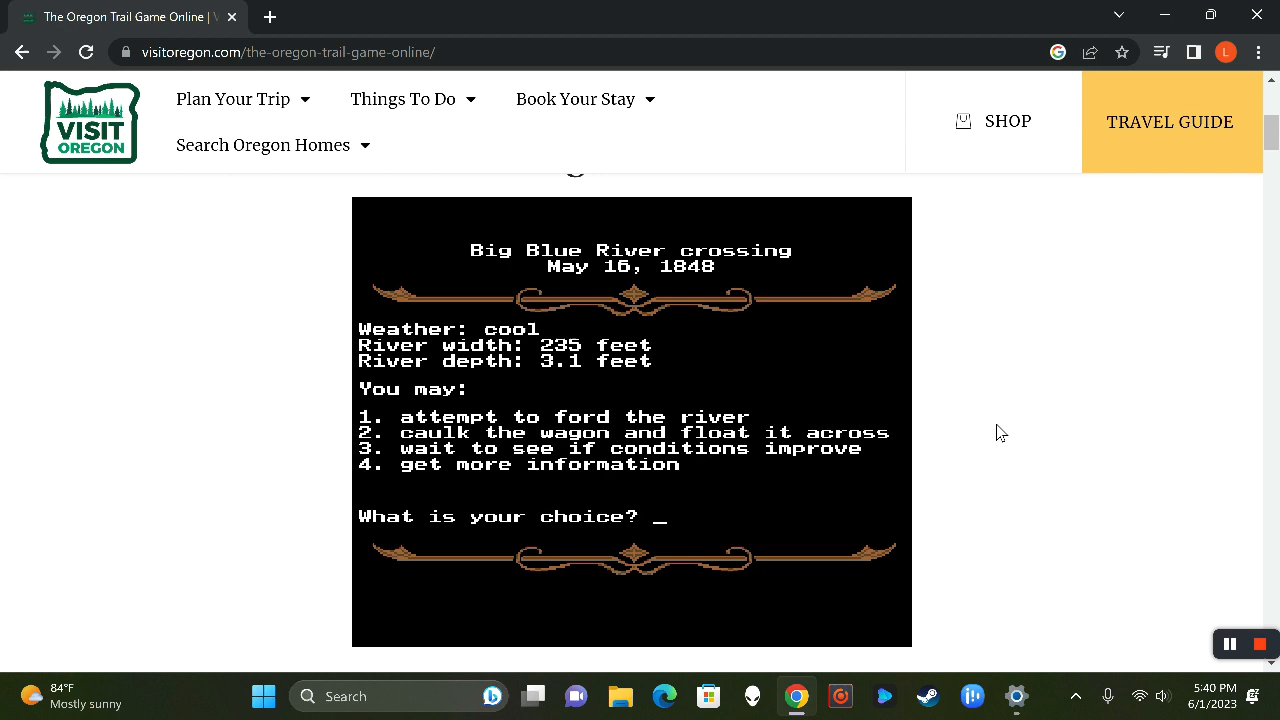 The Oregon Trail Game Online | V
visitoregon.com/the-oregon-trail-game-online/
L
VISIT
OREGON
Plan Your Trip
Things To Do
Book Your Stay
Search Oregon Homes
SHOP
TRAVEL GUIDE
Big Blue River crossing
May 16, 1848
Weather: cool
River width: 235 feet
River depth: 3.1 feet
You may:
1. attempt to ford the river
2. caulk the wagon and float it across
3. wait to see if conditions improve
4. get more information
What is your choice? _
84°F
Mostly sunny
Search
5:40 PM
6/1/2023